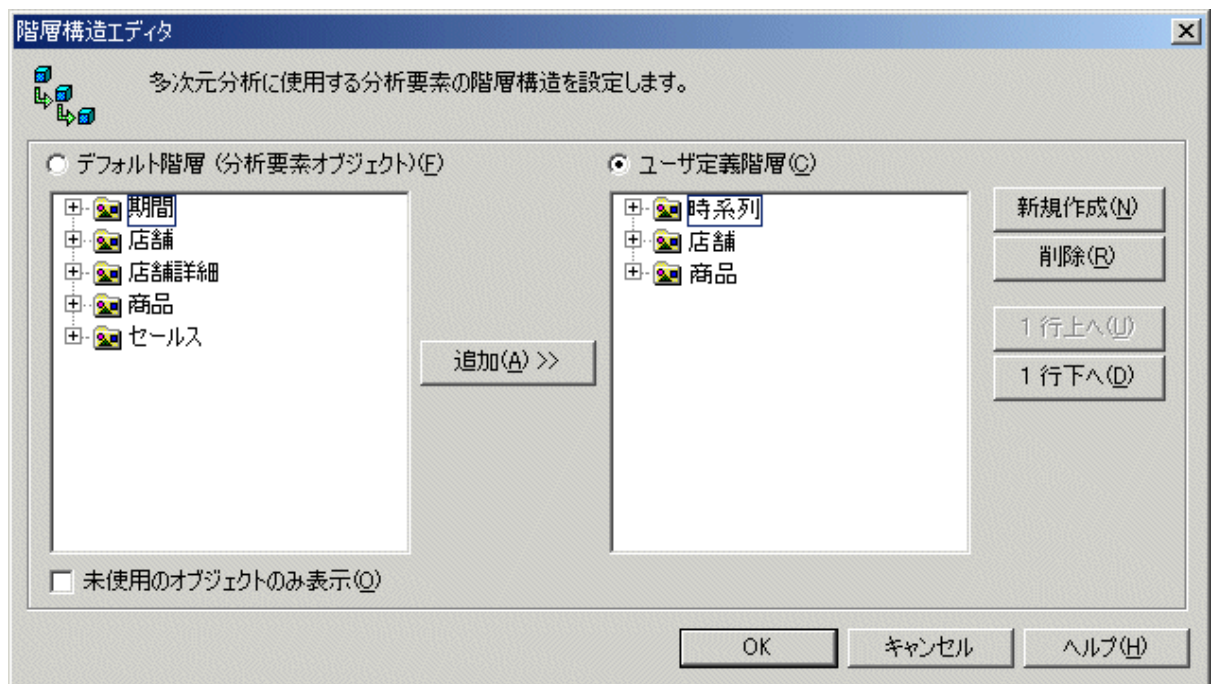 階層構造エディタ
多次元分析に使用する分析要素の階層構造を設定します。
デフォルト階層（分析要素オブジェクト）(F)
期間
店舗
店舗詳細
商品
セールス
追加(A) >>
ユーザ定義階層(C)
時系列
店舗
商品
新規作成(N)
削除(R)
1 行上へ(U)
1 行下へ(D)
未使用のオブジェクトのみ表示(O)
OK
キャンセル
ヘルプ(H)